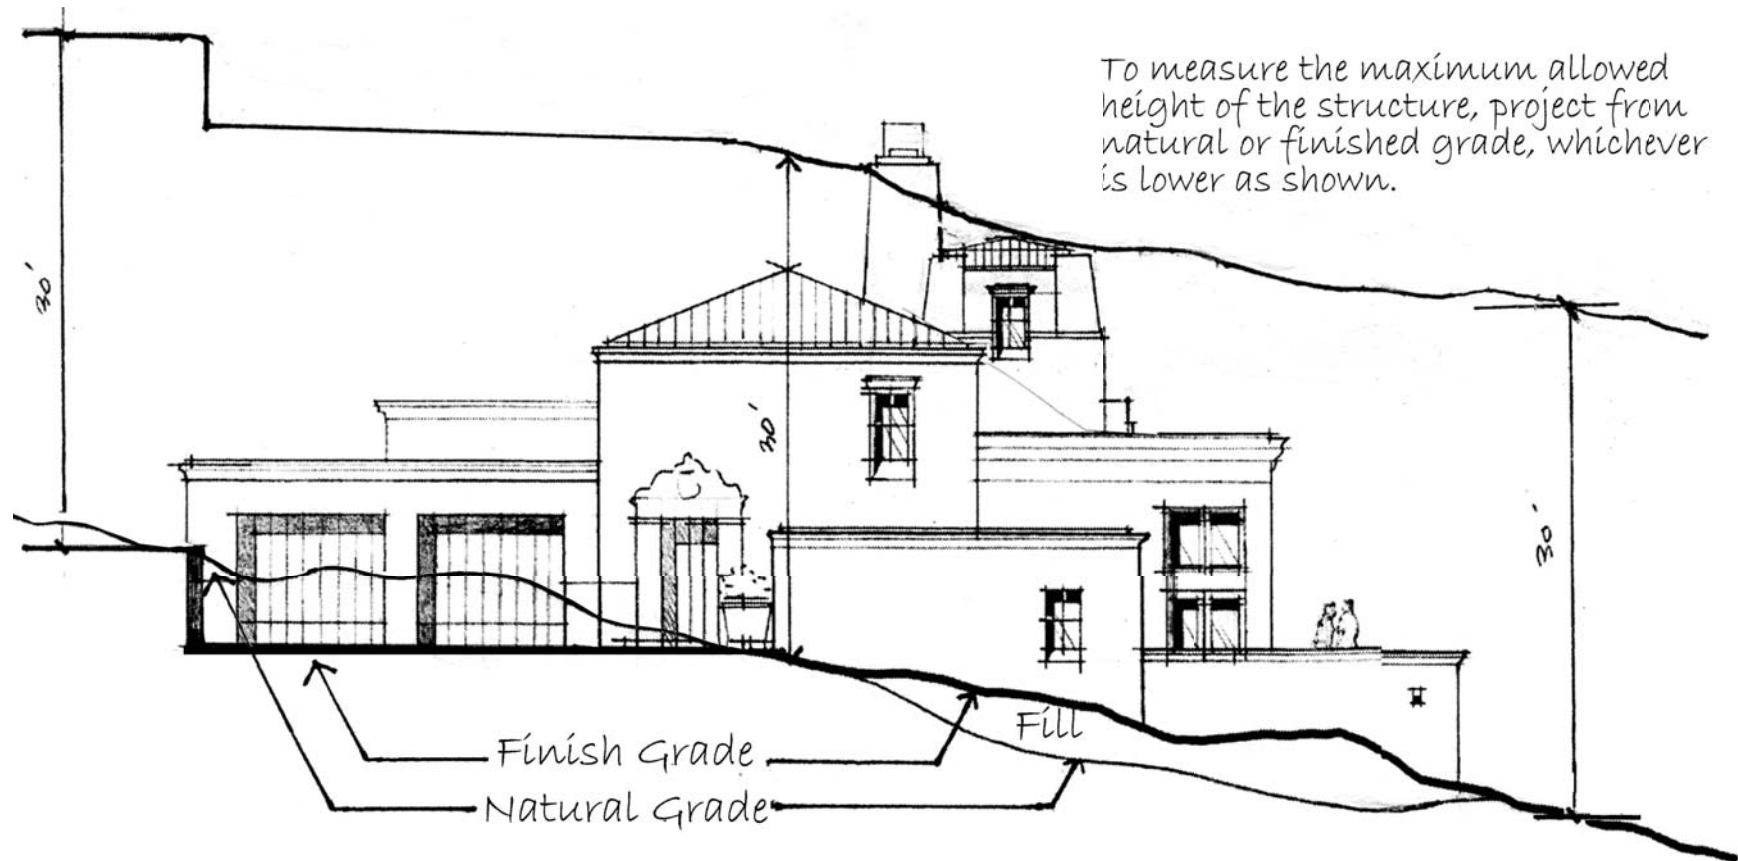 To measure the maximum allowed
height of the structure, project from
natural or finished grade, whichever
is lower as shown.
30'
30'
30'
Fill
Finish Grade
Natural Grade